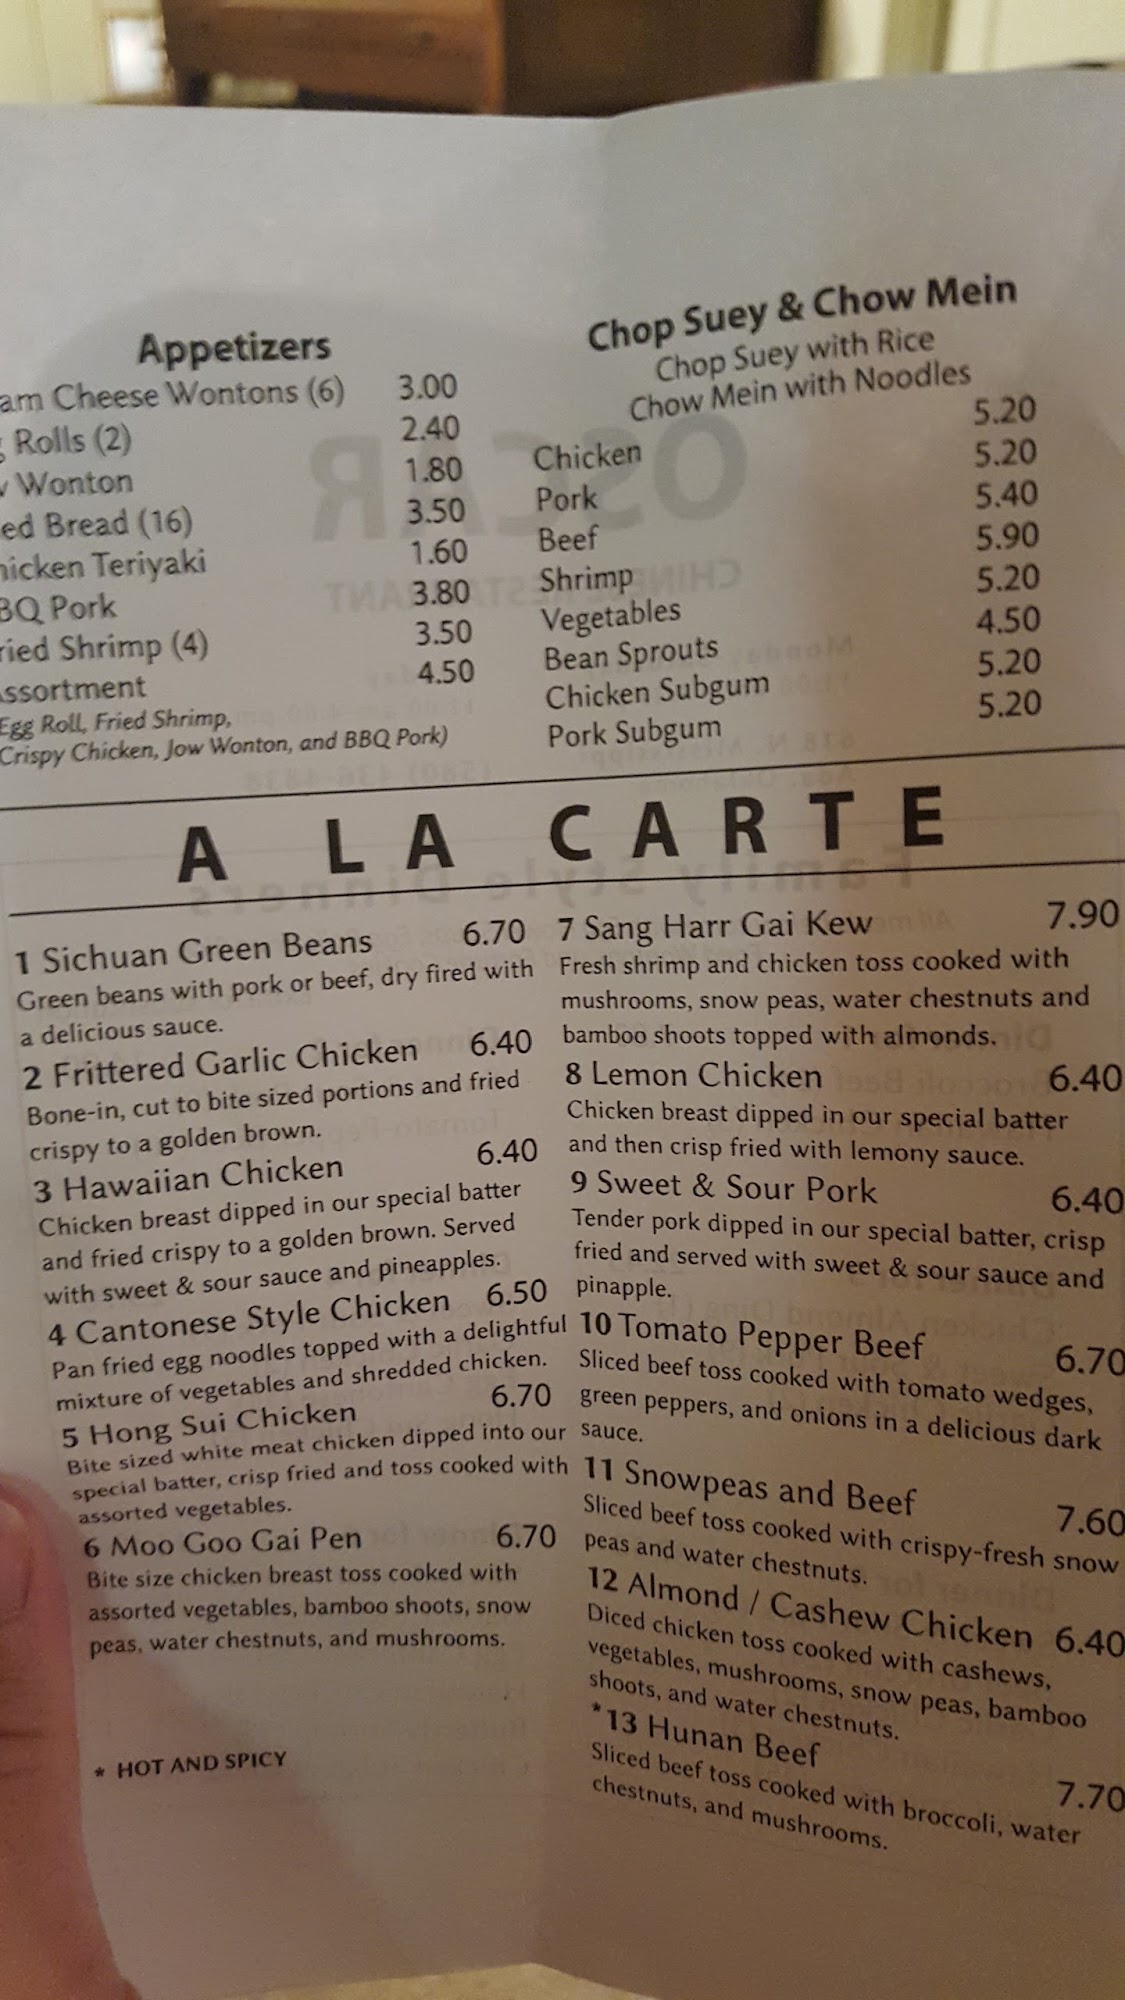 Appetizers
am Cheese Wontons (6) 3.00
Rolls (2) 2.40
Wonton 1.80
ed Bread (16) 3.50
hicken Teriyaki 1.60
BQ Pork 3.80
ried Shrimp (4) 3.50
ssortment 4.50
Egg Roll, Fried Shrimp,
Crispy Chicken, Jow Wonton, and BBQ Pork)
Chop Suey & Chow Mein
Chop Suey with Rice
Chow Mein with Noodles
Chicken 5.20
Pork 5.20
Beef 5.40
Shrimp 5.90
Vegetables 5.20
Bean Sprouts 4.50
Chicken Subgum 5.20
Pork Subgum 5.20
A LA CARTE
1 Sichuan Green Beans 6.70
Green beans with pork or beef, dry fired with
a delicious sauce.
2 Frittered Garlic Chicken 6.40
Bone-in, cut to bite sized portions and fried
crispy to a golden brown.
3 Hawaiian Chicken 6.40
Chicken breast dipped in our special batter
and fried crispy to a golden brown. Served
with sweet & sour sauce and pineapples.
4 Cantonese Style Chicken 6.50
Pan fried egg noodles topped with a delightful
mixture of vegetables and shredded chicken.
5 Hong Sui Chicken 6.70
Bite sized white meat chicken dipped into our
special batter, crisp fried and toss cooked with
assorted vegetables.
6 Moo Goo Gai Pen 6.70
Bite size chicken breast toss cooked with
assorted vegetables, bamboo shoots, snow
peas, water chestnuts, and mushrooms.
* HOT AND SPICY
7 Sang Harr Gai Kew 7.90
Fresh shrimp and chicken toss cooked with
mushrooms, snow peas, water chestnuts and
bamboo shoots topped with almonds.
8 Lemon Chicken 6.40
Chicken breast dipped in our special batter
and then crisp fried with lemony sauce.
9 Sweet & Sour Pork 6.40
Tender pork dipped in our special batter, crisp
fried and served with sweet & sour sauce and
pinapple.
10 Tomato Pepper Beef 6.70
Sliced beef toss cooked with tomato wedges,
green peppers, and onions in a delicious dark
sauce.
11 Snowpeas and Beef 7.60
Sliced beef toss cooked with crispy-fresh snow
peas and water chestnuts.
12 Almond / Cashew Chicken 6.40
Diced chicken toss cooked with cashews,
vegetables, mushrooms, snow peas, bamboo
shoots, and water chestnuts.
*13 Hunan Beef 7.70
Sliced beef toss cooked with broccoli, water
chestnuts, and mushrooms.